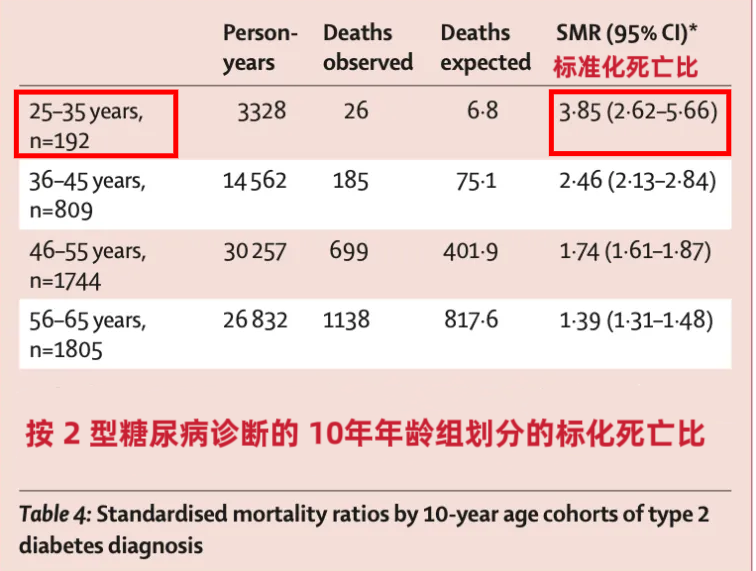 Person-years Deaths observed Deaths expected SMR (95% CI)*
标准化死亡比
25–35 years, n=192 3328 26 6·8 3·85 (2·62–5·66)
36–45 years, n=809 14 562 185 75·1 2·46 (2·13–2·84)
46–55 years, n=1744 30 257 699 401·9 1·74 (1·61–1·87)
56–65 years, n=1805 26 832 1138 817·6 1·39 (1·31–1·48)
按 2 型糖尿病诊断的 10年年龄组划分的标化死亡比
Table 4: Standardised mortality ratios by 10-year age cohorts of type 2
diabetes diagnosis